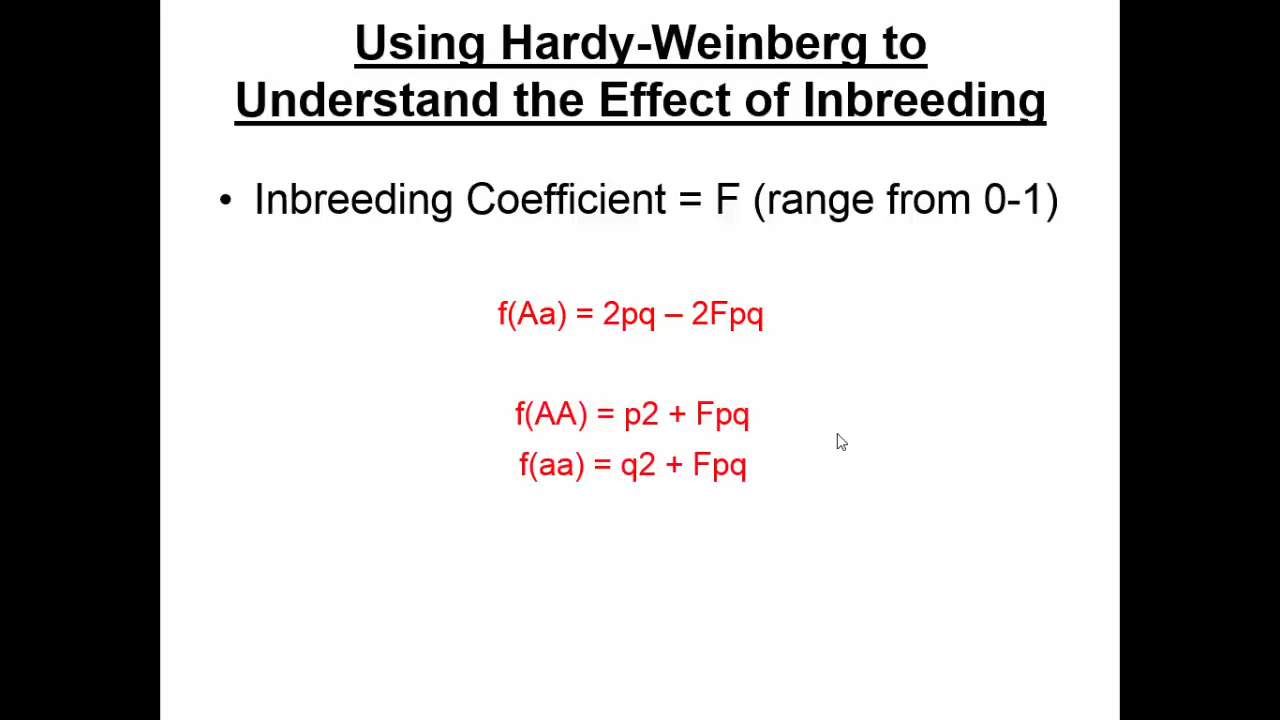 Using Hardy-Weinberg to
Understand the Effect of Inbreeding
• Inbreeding Coefficient = F (range from 0-1)
f(Aa) = 2pq – 2Fpq
f(AA) = p2 + Fpq
f(aa) = q2 + Fpq